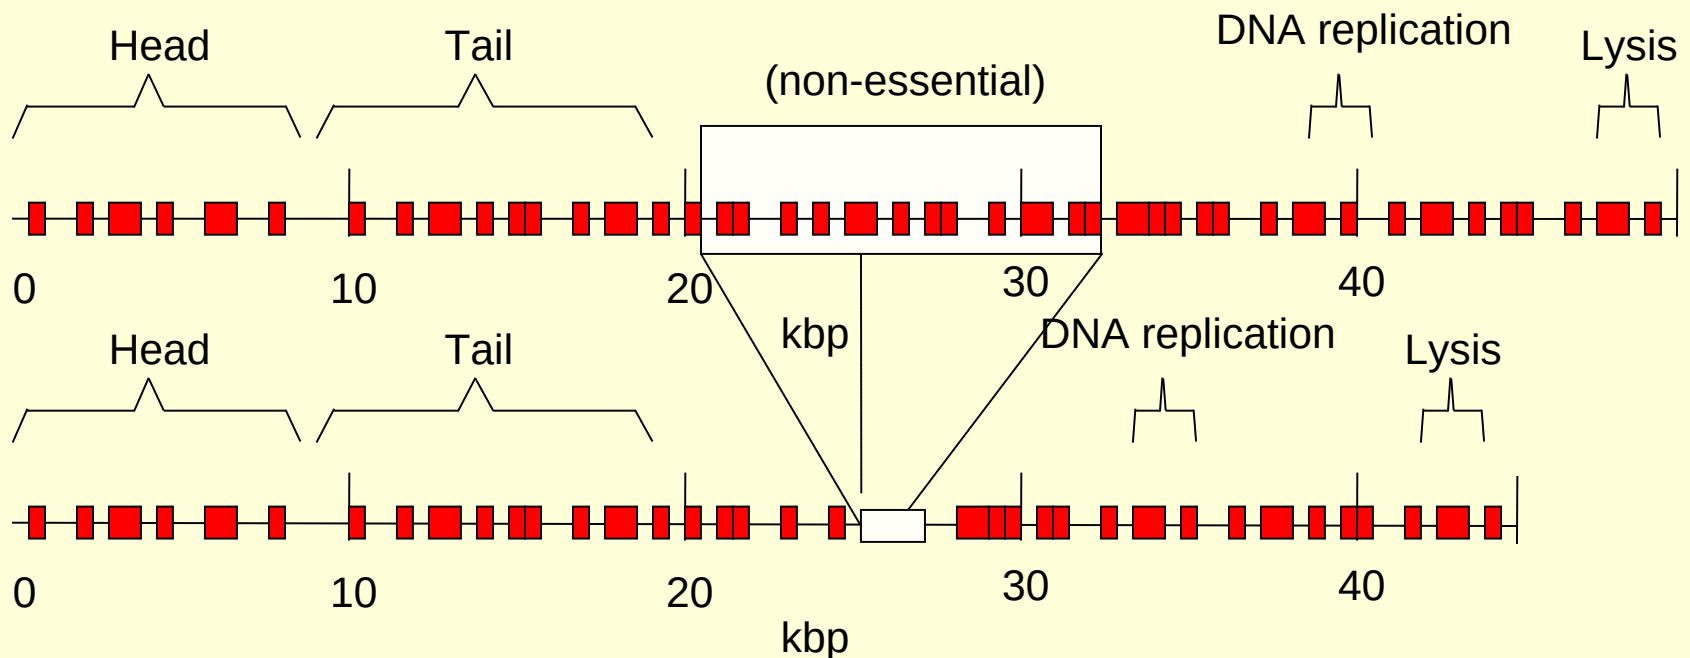 Head
Tail
(non-essential)
DNA replication
Lysis
0
10
20
30
40
kbp
Head
Tail
DNA replication
Lysis
0
10
20
30
40
kbp